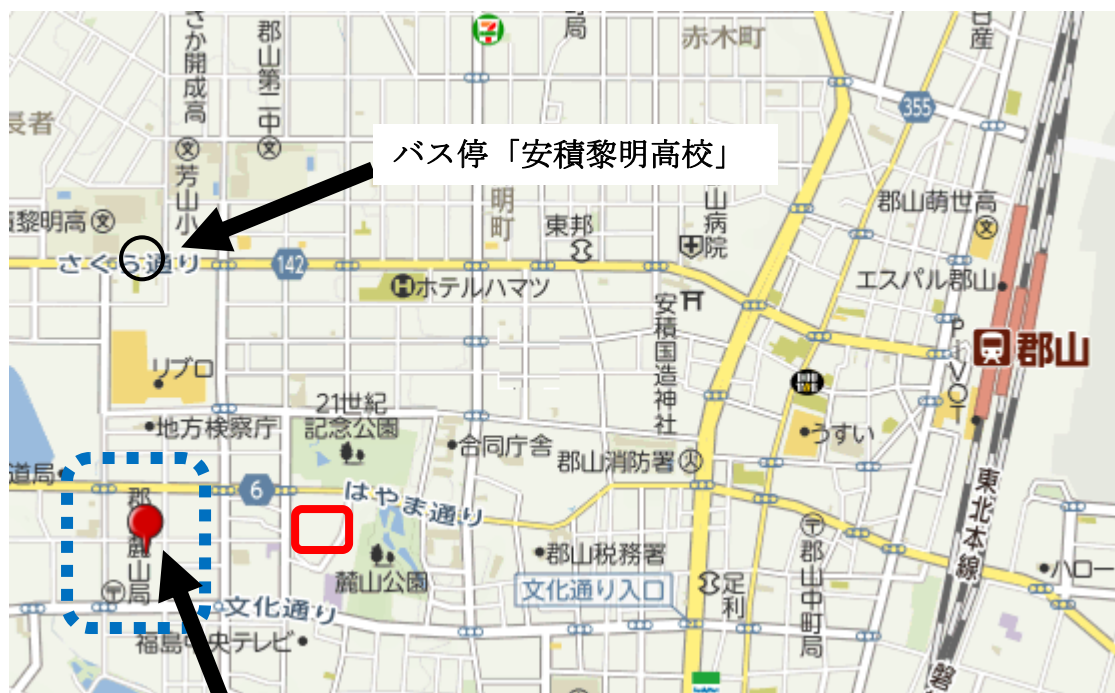 さか開成高
郡山第二中
局
赤木町
日産
355
長者
バス停「安積黎明高校」
芳山小
黎明高
明町
東邦
山病院
郡山萌世高
さくら通り
142
ホテルハマツ
エスパル郡山
安積国造神社
郡山
リブロ
21世紀
記念公園
地方検察庁
合同庁舎
郡山消防署
うすい
道局
6
はやま通り
東北本線
郡山税務署
郡山中町局
麓山公園
文化通り入口
足利
ハロー
麓山局
文化通り
福島中央テレビ
磐